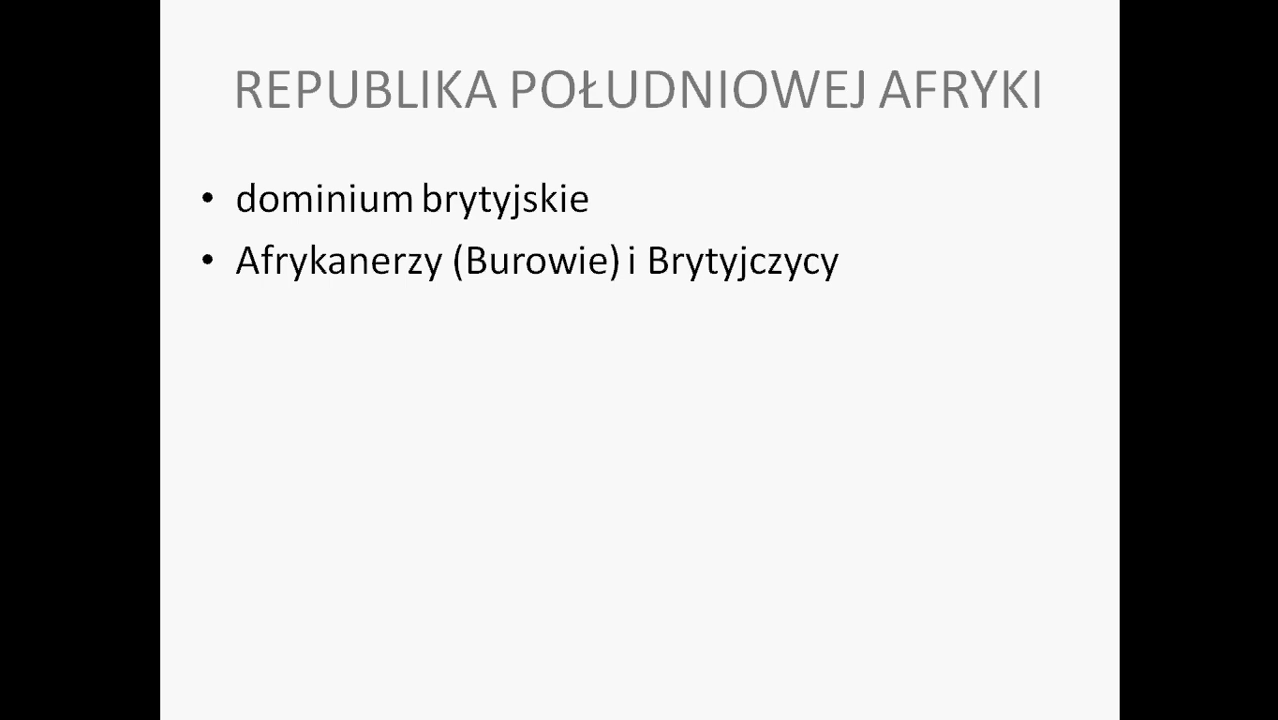 REPUBLIKA POŁUDNIOWEJ AFRYKI
• dominium brytyjskie
• Afrykanerzy (Burowie) i Brytyjczycy